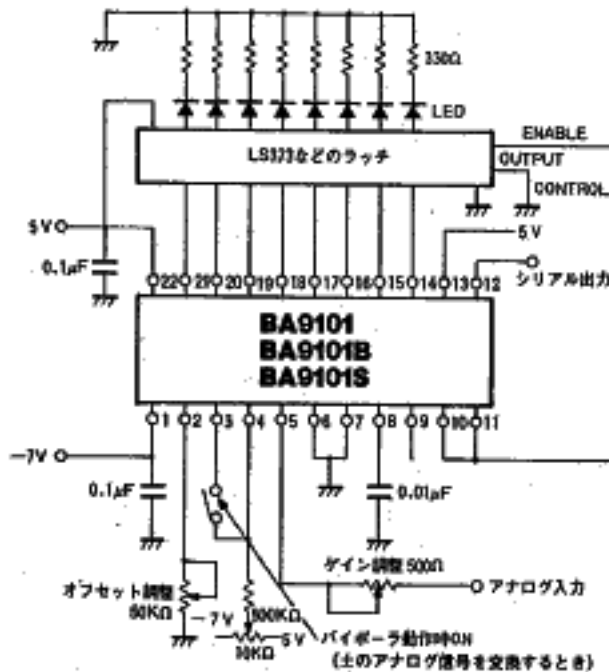 330Ω
LED
LS373などのラッチ
ENABLE
OUTPUT
CONTROL
5V
5V
0.1μF
シリアル出力
22 21 20 19 18 17 16 15 14 13 12
BA9101
BA9101B
BA9101S
1 2 3 4 5 6 7 8 9 10 11
-7V
0.1μF
0.01μF
ゲイン調整 500Ω
アナログ入力
オフセット調整
-7V
5V
10KΩ
バイポーラ動作時ON
(±のアナログ信号を変換するとき)